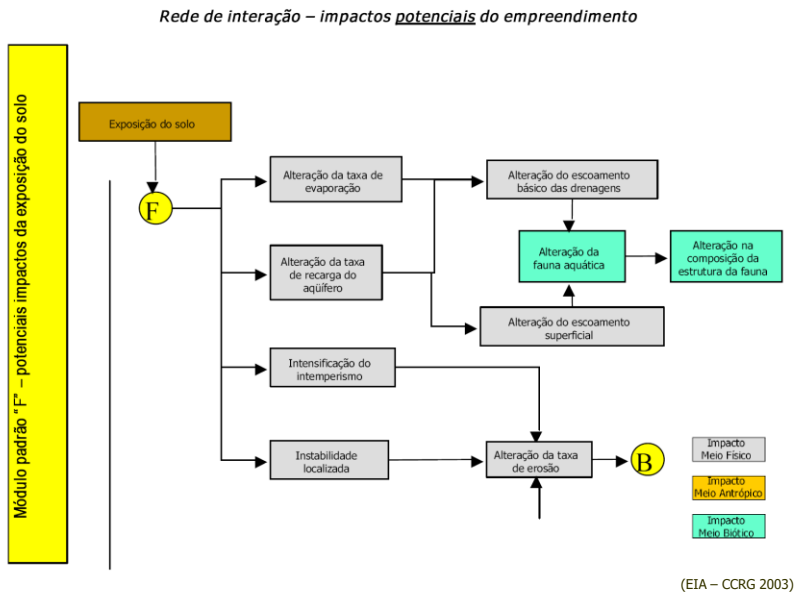 Rede de interação – impactos potenciais do empreendimento
Módulo padrão “F” – potenciais impactos da exposição do solo
Exposição do solo
F
Alteração da taxa de
evaporação
Alteração do escoamento
básico das drenagens
Alteração da taxa
de recarga do
aqüífero
Alteração da
fauna aquática
Alteração na
composição da
estrutura da fauna
Alteração do escoamento
superficial
Intensificação do
intemperismo
Instabilidade
localizada
Alteração da taxa
de erosão
B
Impacto
Meio Físico
Impacto
Meio Antrópico
Impacto
Meio Biótico
(EIA – CCRG 2003)